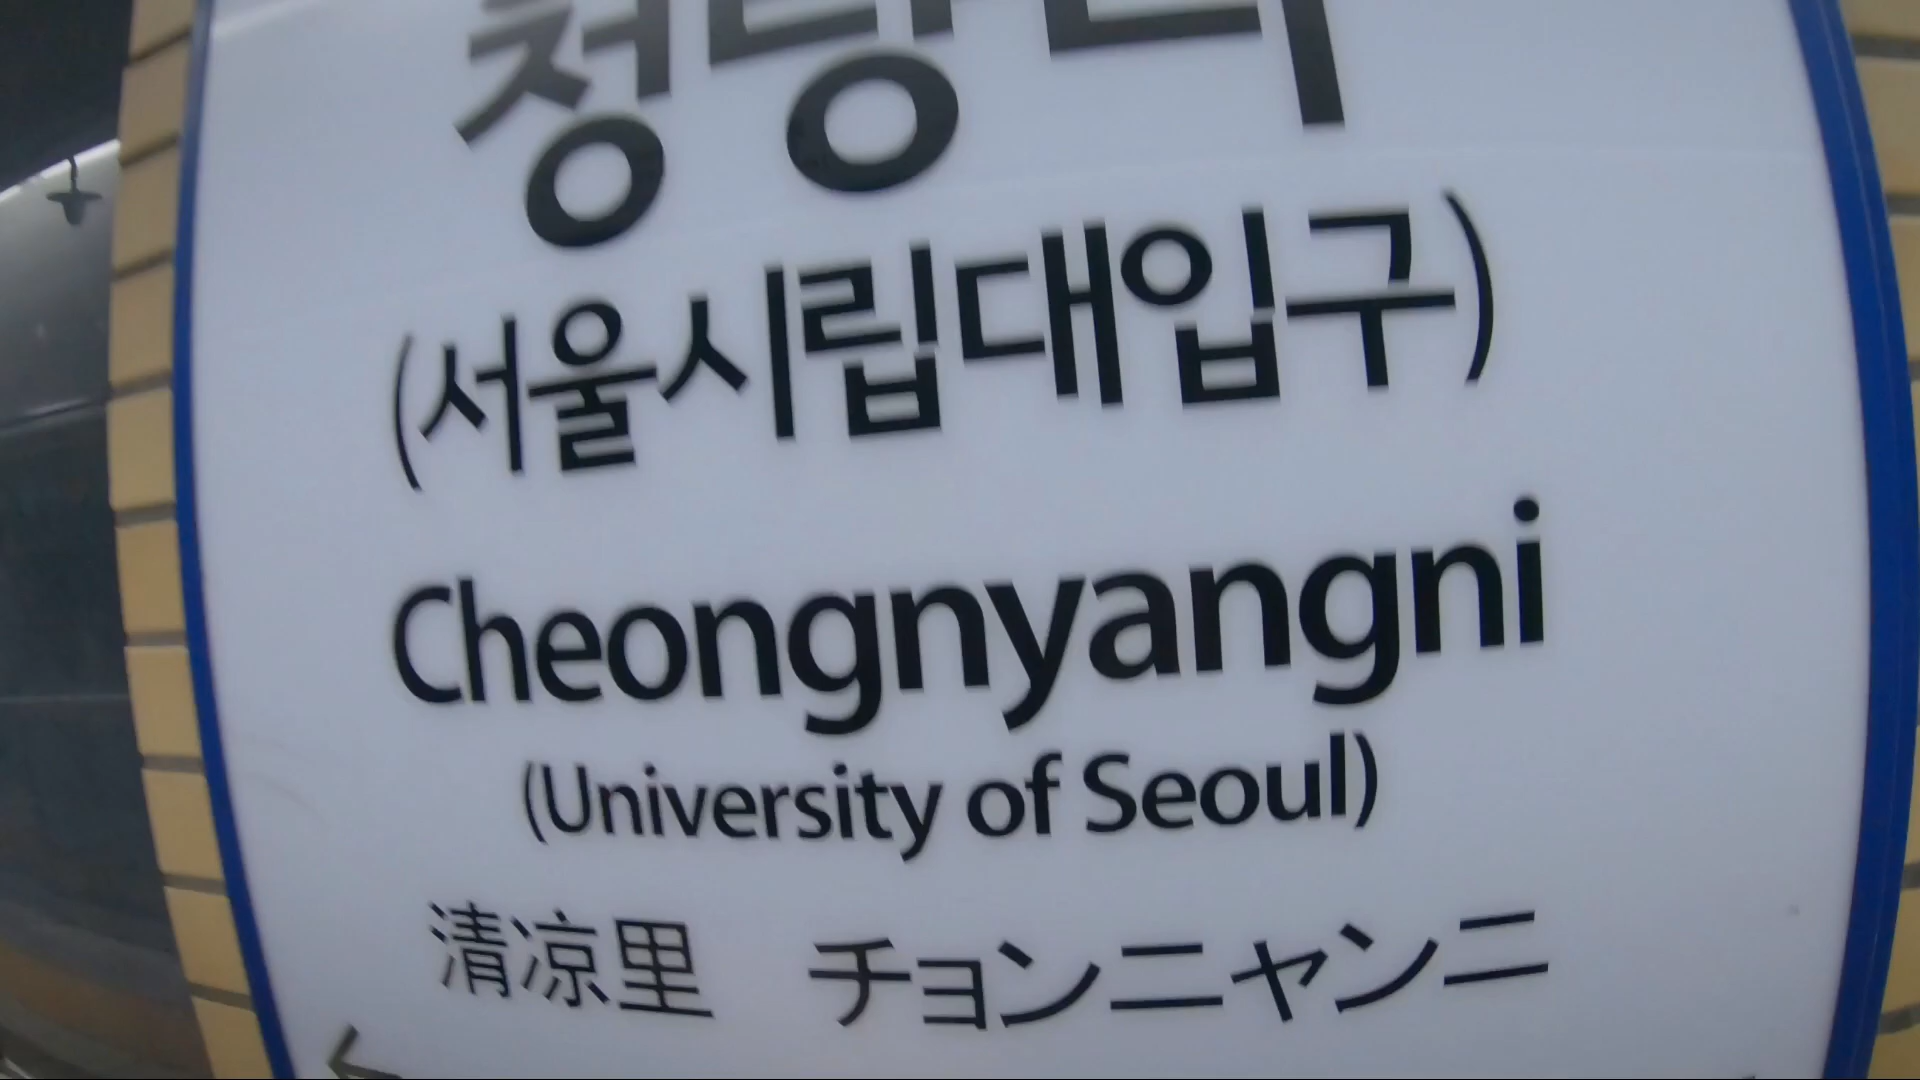 청량리
(서울시립대입구)
Cheongnyangni
(University of Seoul)
清凉里 チョンニャンニ
←